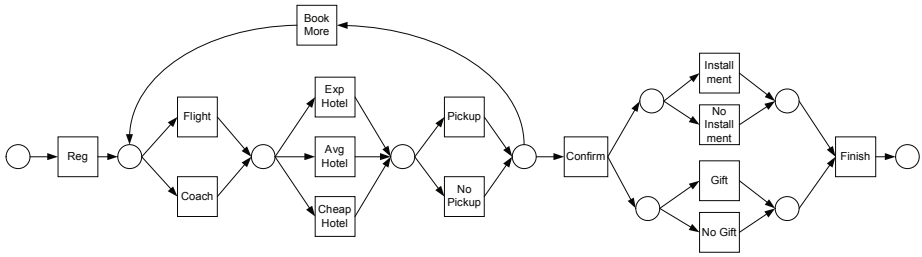 Book
More
Reg
Flight
Coach
Exp
Hotel
Avg
Hotel
Cheap
Hotel
Pickup
No
Pickup
Confirm
Install
ment
No
Install
ment
Gift
No Gift
Finish